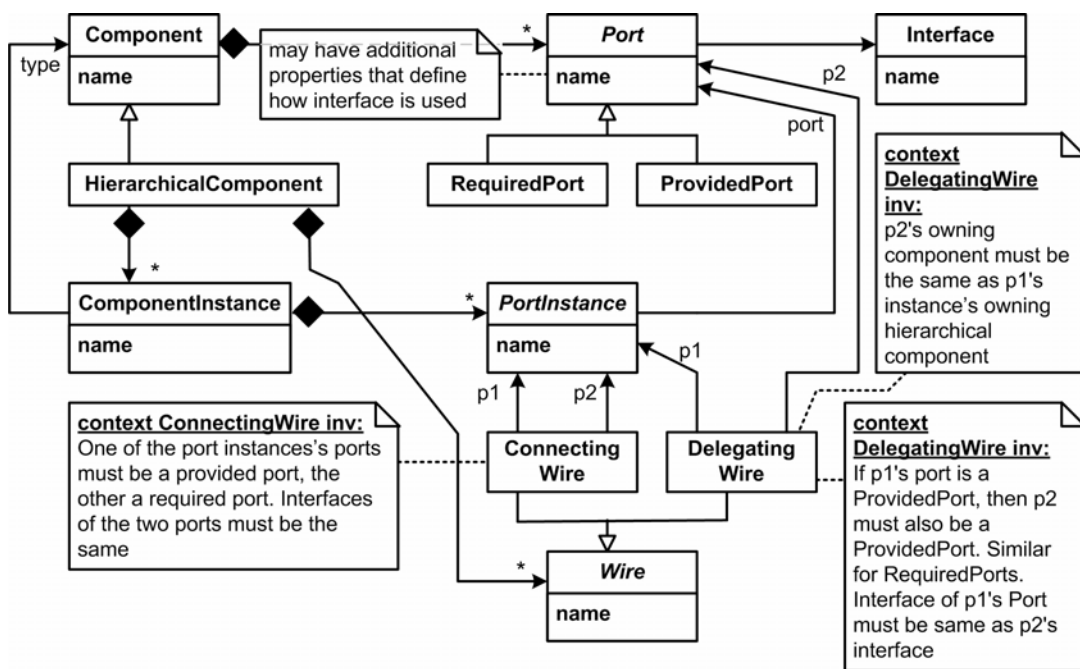 Component
name
type
may have additional
properties that define
how interface is used
*
Port
name
p2
port
Interface
name
HierarchicalComponent
RequiredPort
ProvidedPort
context
DelegatingWire
inv:
p2's owning
component must be
the same as p1's
instance's owning
hierarchical
component
*
ComponentInstance
name
*
PortInstance
name
p1
p2
p1
context ConnectingWire inv:
One of the port instances's ports
must be a provided port, the
other a required port. Interfaces
of the two ports must be the
same
Connecting
Wire
Delegating
Wire
context
DelegatingWire inv:
If p1's port is a
ProvidedPort, then p2
must also be a
ProvidedPort. Similar
for RequiredPorts.
Interface of p1's Port
must be same as p2's
interface
*
Wire
name